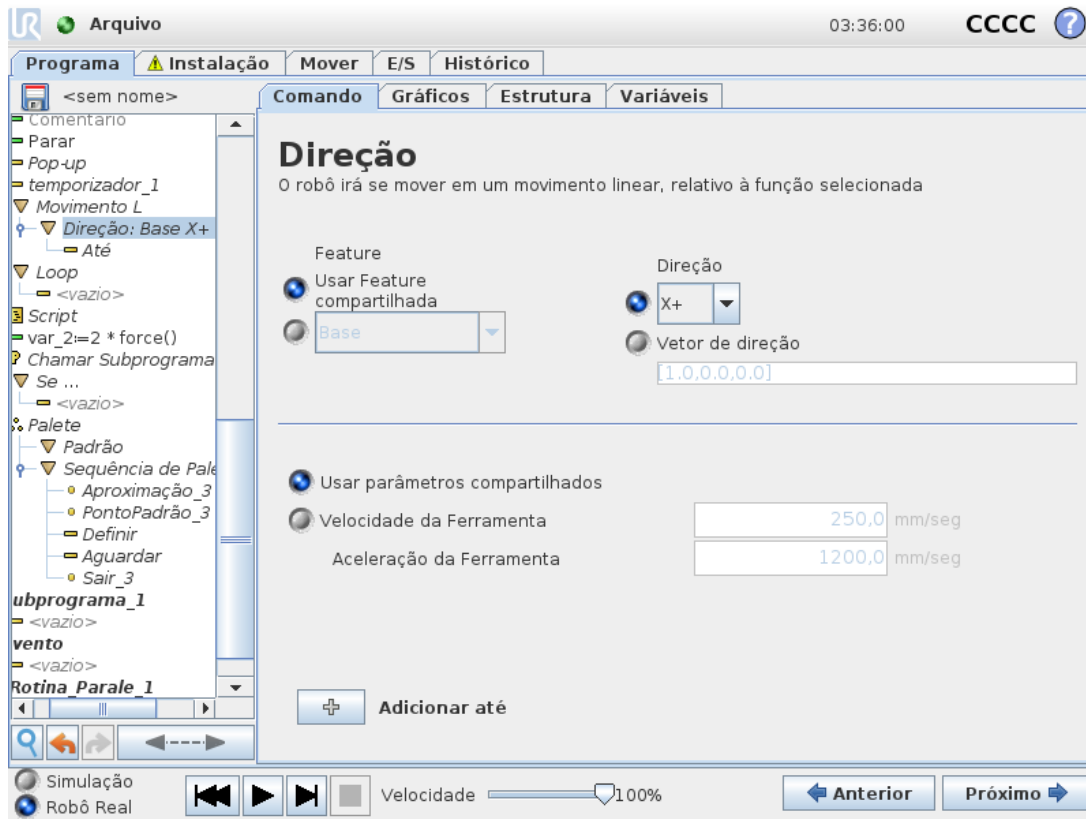 Arquivo
03:36:00
CCCC
?
Programa
Instalação
Mover
E/S
Histórico
<sem nome>
Comando
Gráficos
Estrutura
Variáveis
Comentário
Parar
Pop-up
temporizador_1
Movimento L
Direção: Base X+
Até
Loop
<vazio>
Script
var_2:=2 * force()
Chamar Subprograma
Se ...
<vazio>
Palete
Padrão
Sequência de Pale
Aproximação_3
PontoPadrão_3
Definir
Aguardar
Sair_3
ubprograma_1
<vazio>
vento
<vazio>
Rotina_Parale_1
Direção
O robô irá se mover em um movimento linear, relativo à função selecionada
Feature
Usar Feature
compartilhada
Base
Direção
X+
Vetor de direção
[1.0,0.0,0.0]
Usar parâmetros compartilhados
Velocidade da Ferramenta
250,0 mm/seg
Aceleração da Ferramenta
1200,0 mm/seg
Adicionar até
Simulação
Robô Real
Velocidade
100%
Anterior
Próximo